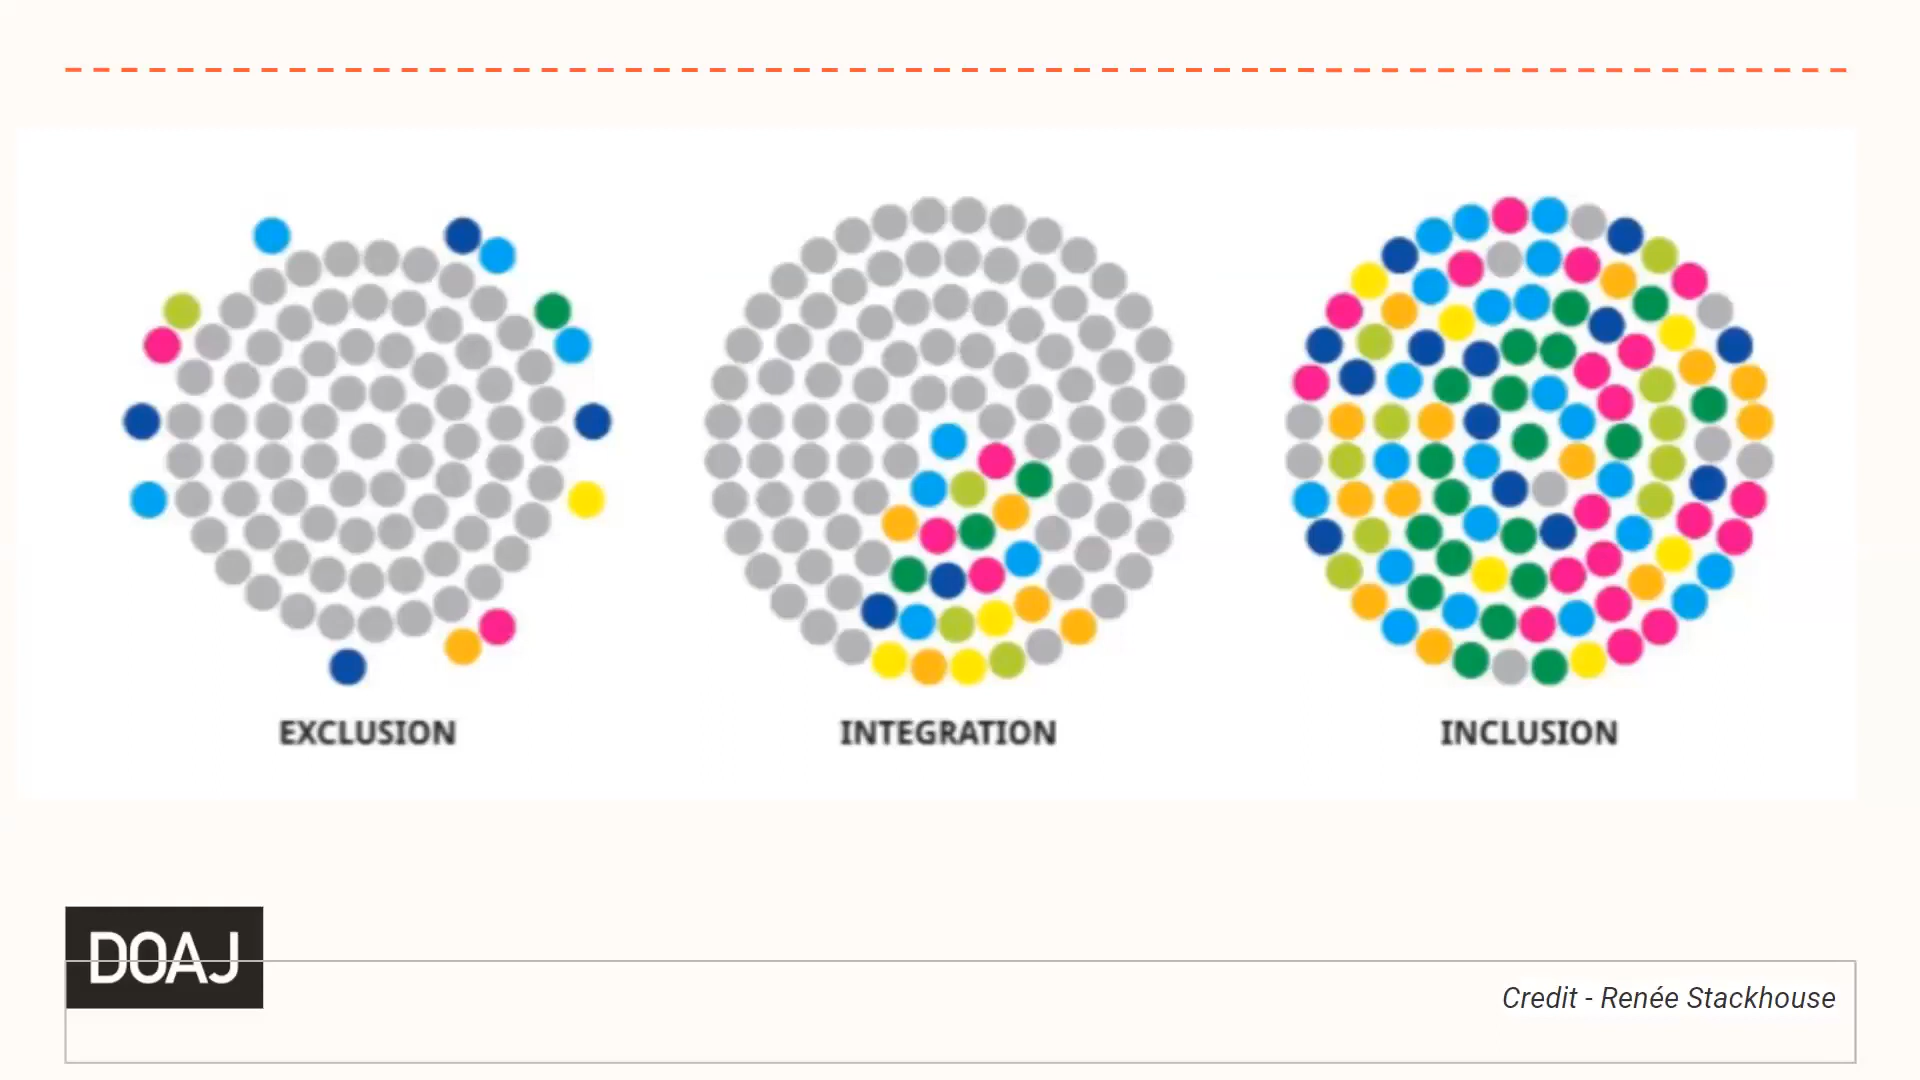 EXCLUSION
INTEGRATION
INCLUSION
DOAJ
Credit - Renée Stackhouse